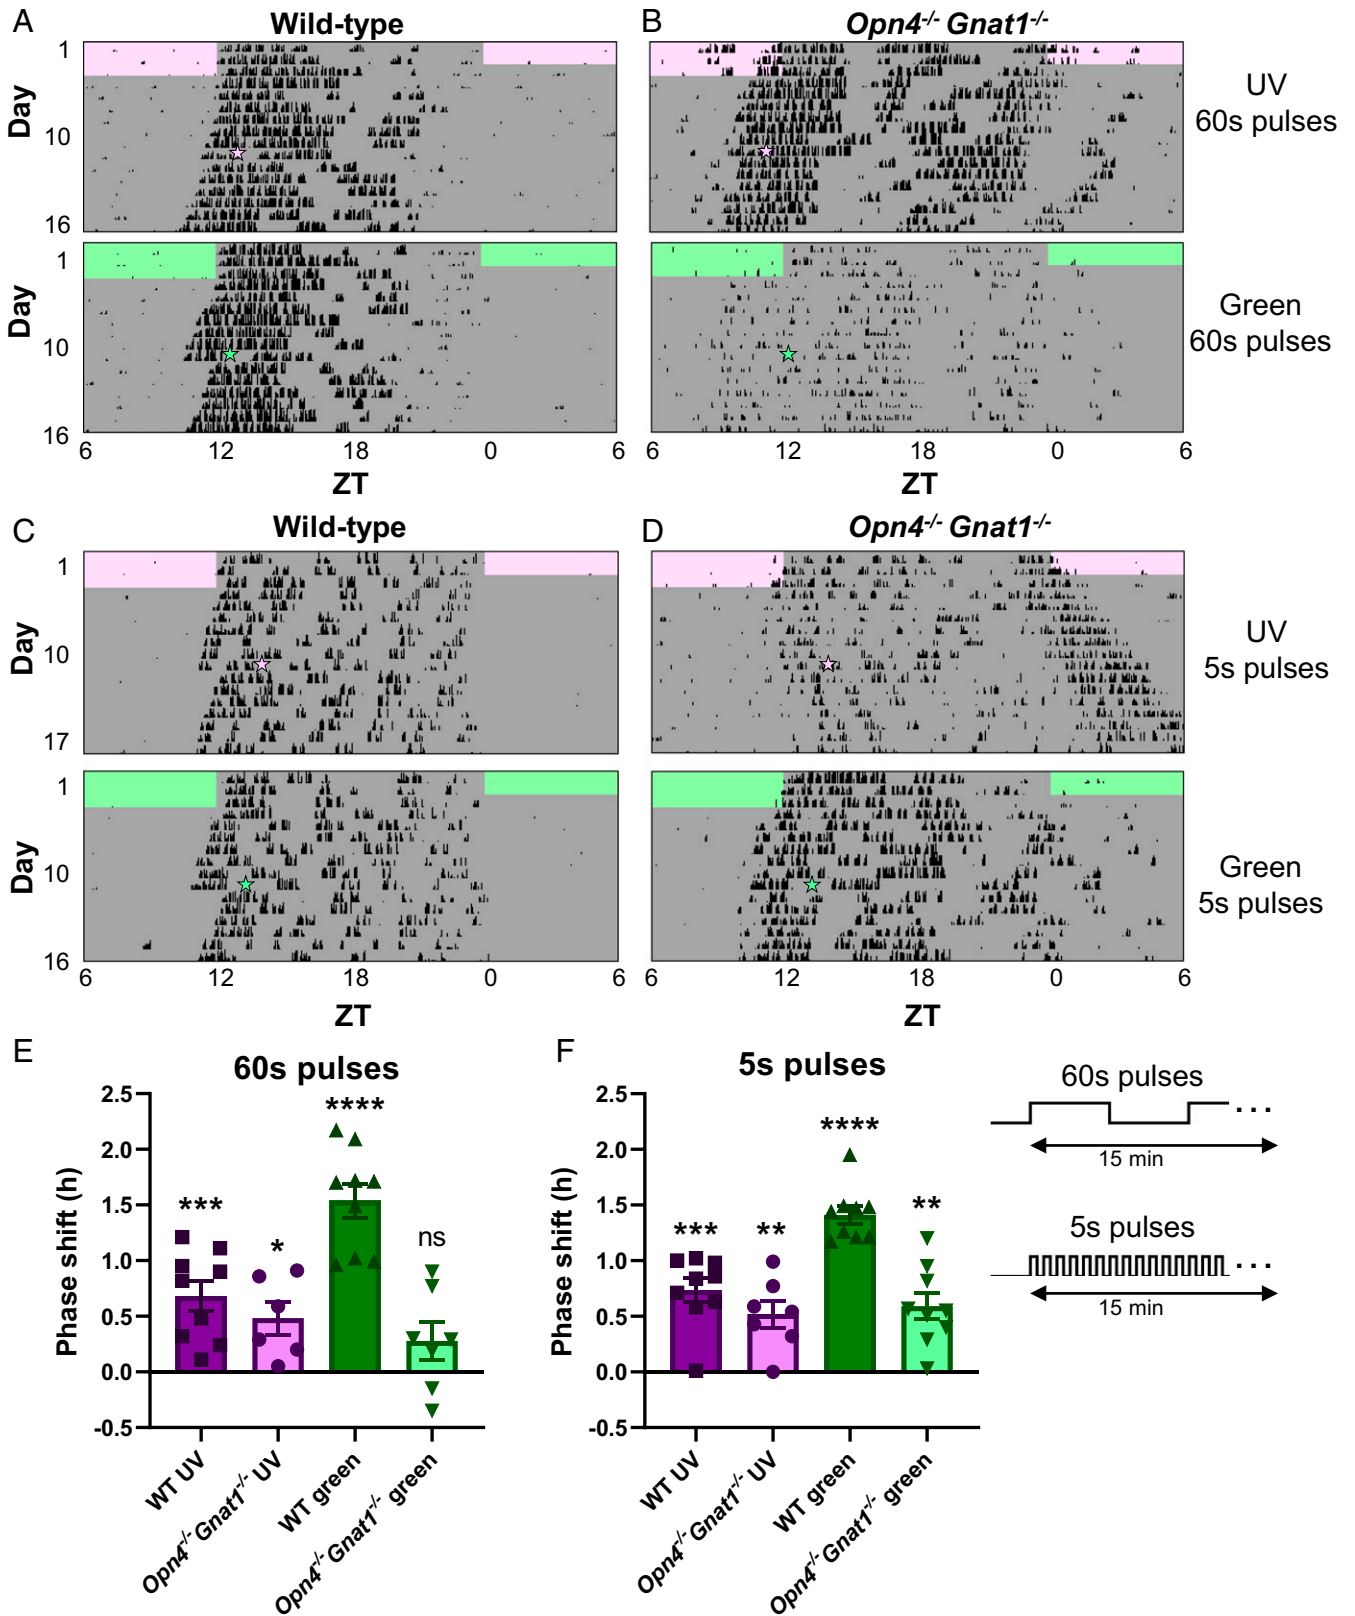 A
Wild-type
B
Opn4-/- Gnat1-/-
Day
1
10
16
UV
60s pulses
Day
1
10
16
Green
60s pulses
6 12 18 0 6
6 12 18 0 6
ZT
ZT
C
Wild-type
D
Opn4-/- Gnat1-/-
Day
1
10
17
UV
5s pulses
Day
1
10
16
Green
5s pulses
6 12 18 0 6
6 12 18 0 6
ZT
ZT
E
60s pulses
Phase shift (h)
2.5
2.0
1.5
1.0
0.5
0.0
-0.5
***
*
****
ns
WT UV
Opn4-/- Gnat1-/- UV
WT green
Opn4-/- Gnat1-/- green
F
5s pulses
Phase shift (h)
2.5
2.0
1.5
1.0
0.5
0.0
-0.5
***
**
****
**
WT UV
Opn4-/- Gnat1-/- UV
WT green
Opn4-/- Gnat1-/- green
60s pulses
...
15 min
5s pulses
...
15 min